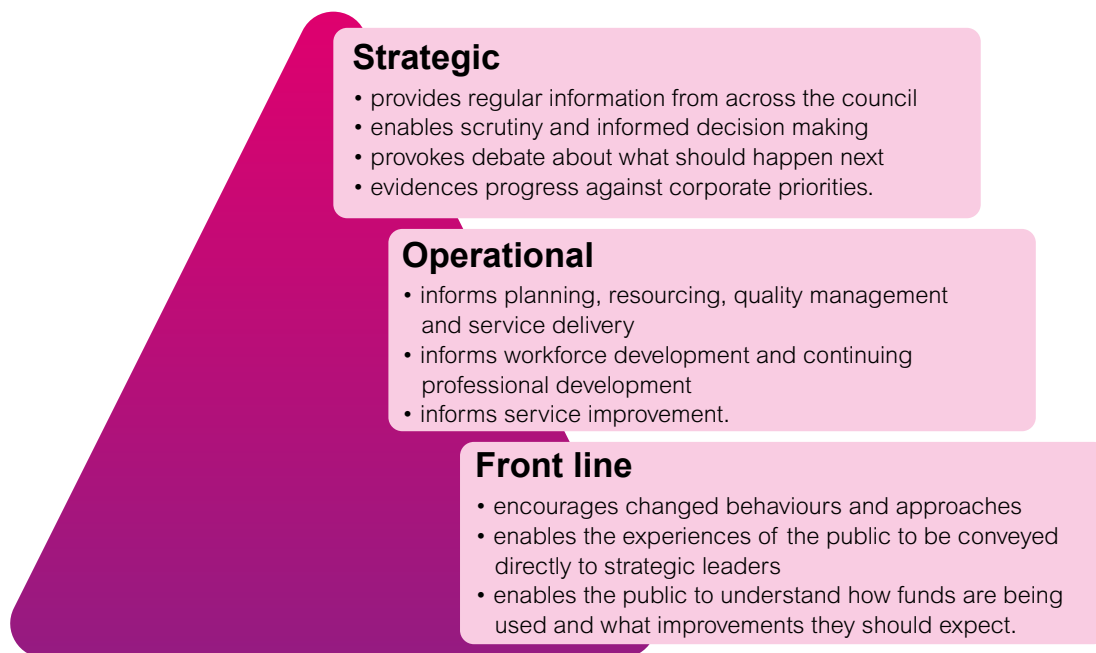 Strategic
• provides regular information from across the council
• enables scrutiny and informed decision making
• provokes debate about what should happen next
• evidences progress against corporate priorities.
Operational
• informs planning, resourcing, quality management
and service delivery
• informs workforce development and continuing
professional development
• informs service improvement.
Front line
• encourages changed behaviours and approaches
• enables the experiences of the public to be conveyed
directly to strategic leaders
• enables the public to understand how funds are being
used and what improvements they should expect.